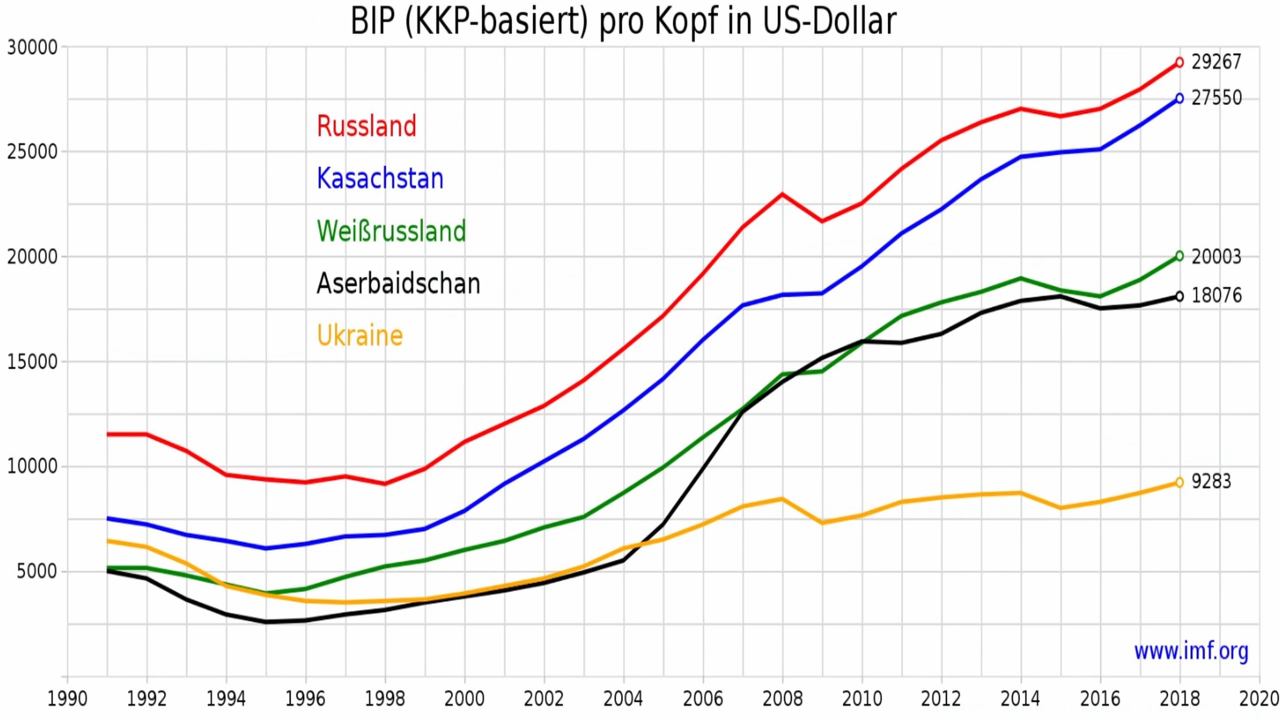 BIP (KKP-basiert) pro Kopf in US-Dollar
30000
29267
27550
Russland
25000
Kasachstan
Weißrussland
20000
20003
Aserbaidschan
18076
Ukraine
15000
10000
9283
5000
www.imf.org
1990 1992 1994 1996 1998 2000 2002 2004 2006 2008 2010 2012 2014 2016 2018 2020